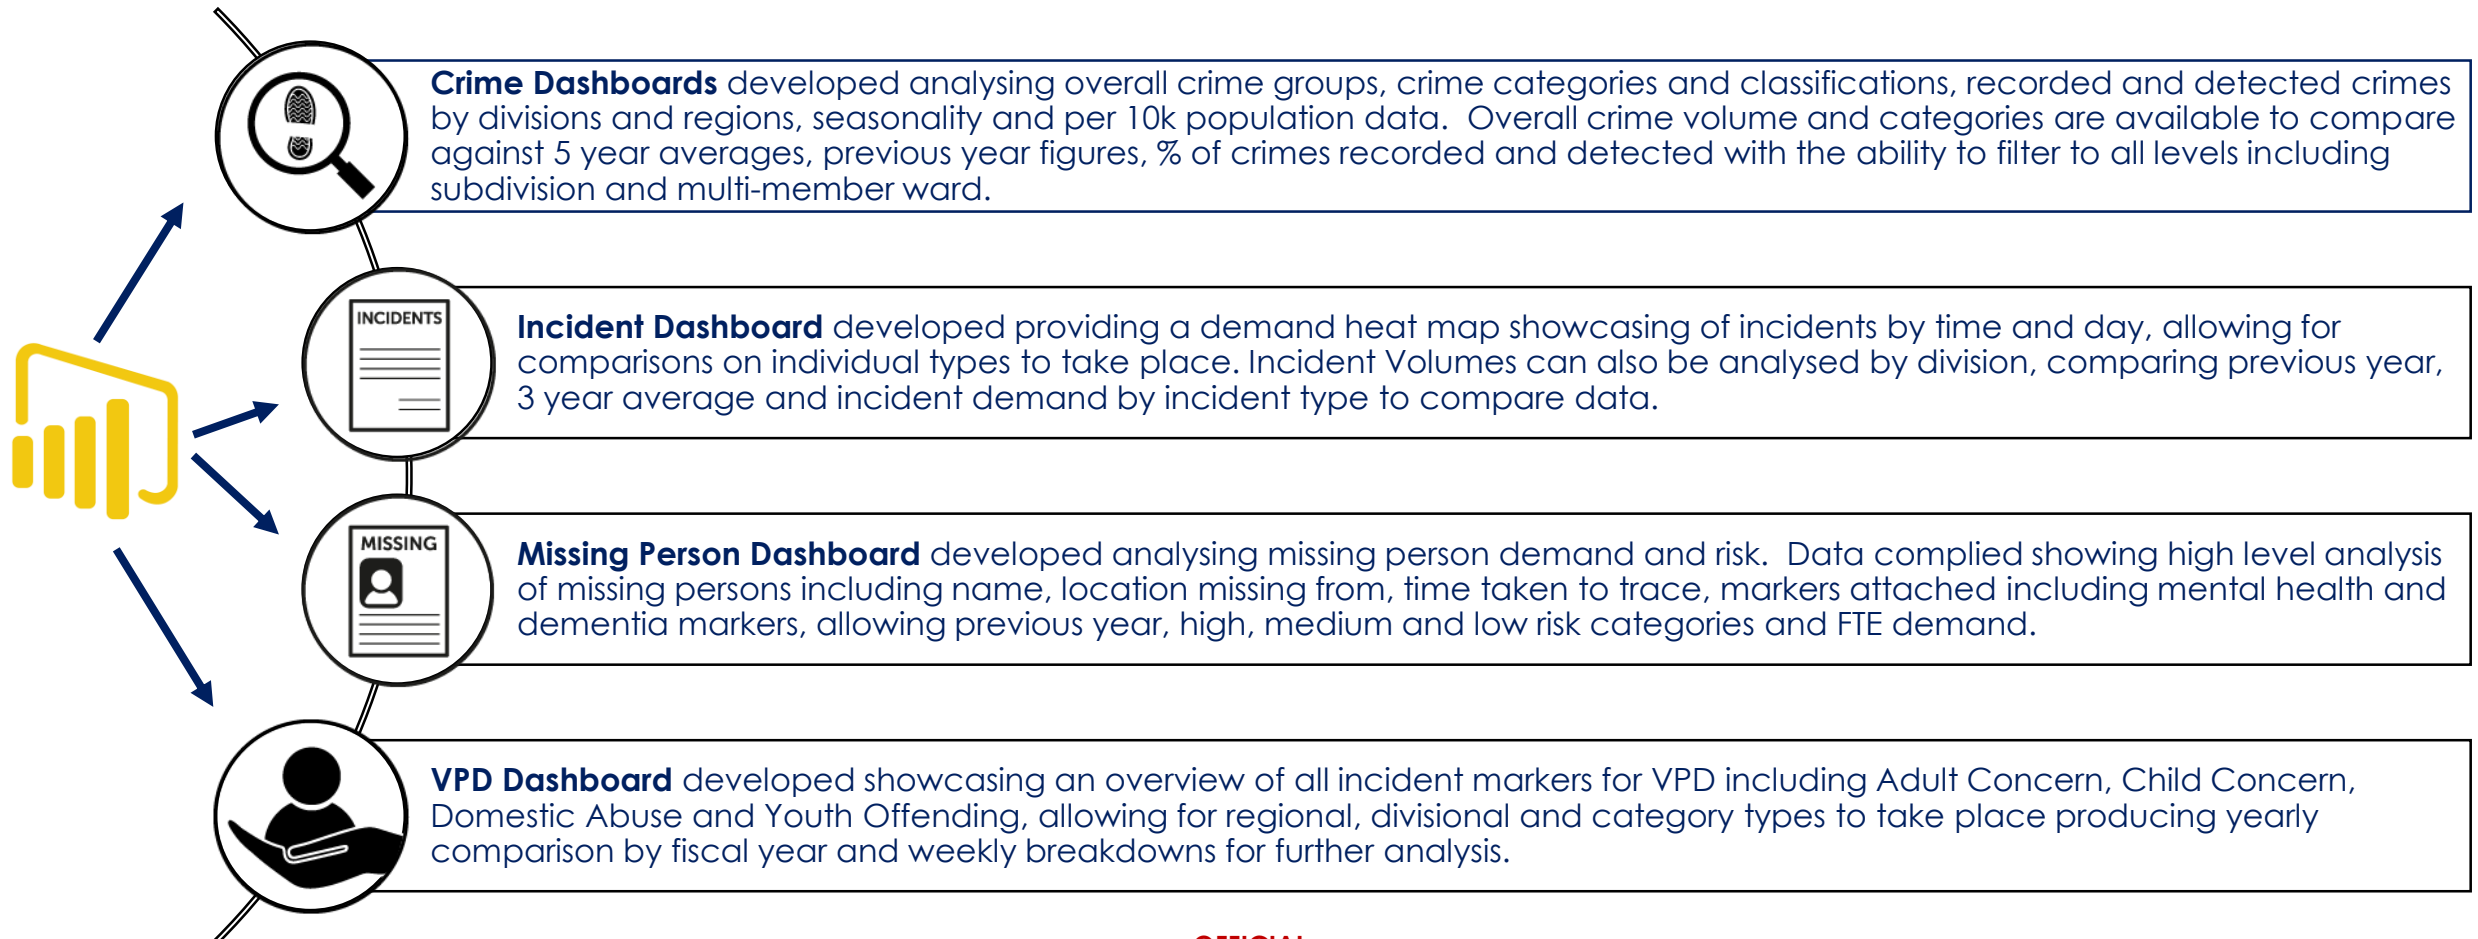 Crime Dashboards developed analysing overall crime groups, crime categories and classifications, recorded and detected crimes
by divisions and regions, seasonality and per 10k population data.  Overall crime volume and categories are available to compare
against 5 year averages, previous year figures, % of crimes recorded and detected with the ability to filter to all levels including
subdivision and multi-member ward.
INCIDENTS
Incident Dashboard developed providing a demand heat map showcasing of incidents by time and day, allowing for
comparisons on individual types to take place. Incident Volumes can also be analysed by division, comparing previous year,
3 year average and incident demand by incident type to compare data.
MISSING
Missing Person Dashboard developed analysing missing person demand and risk.  Data complied showing high level analysis
of missing persons including name, location missing from, time taken to trace, markers attached including mental health and
dementia markers, allowing previous year, high, medium and low risk categories and FTE demand.
VPD Dashboard developed showcasing an overview of all incident markers for VPD including Adult Concern, Child Concern,
Domestic Abuse and Youth Offending, allowing for regional, divisional and category types to take place producing yearly
comparison by fiscal year and weekly breakdowns for further analysis.
OFFICIAL